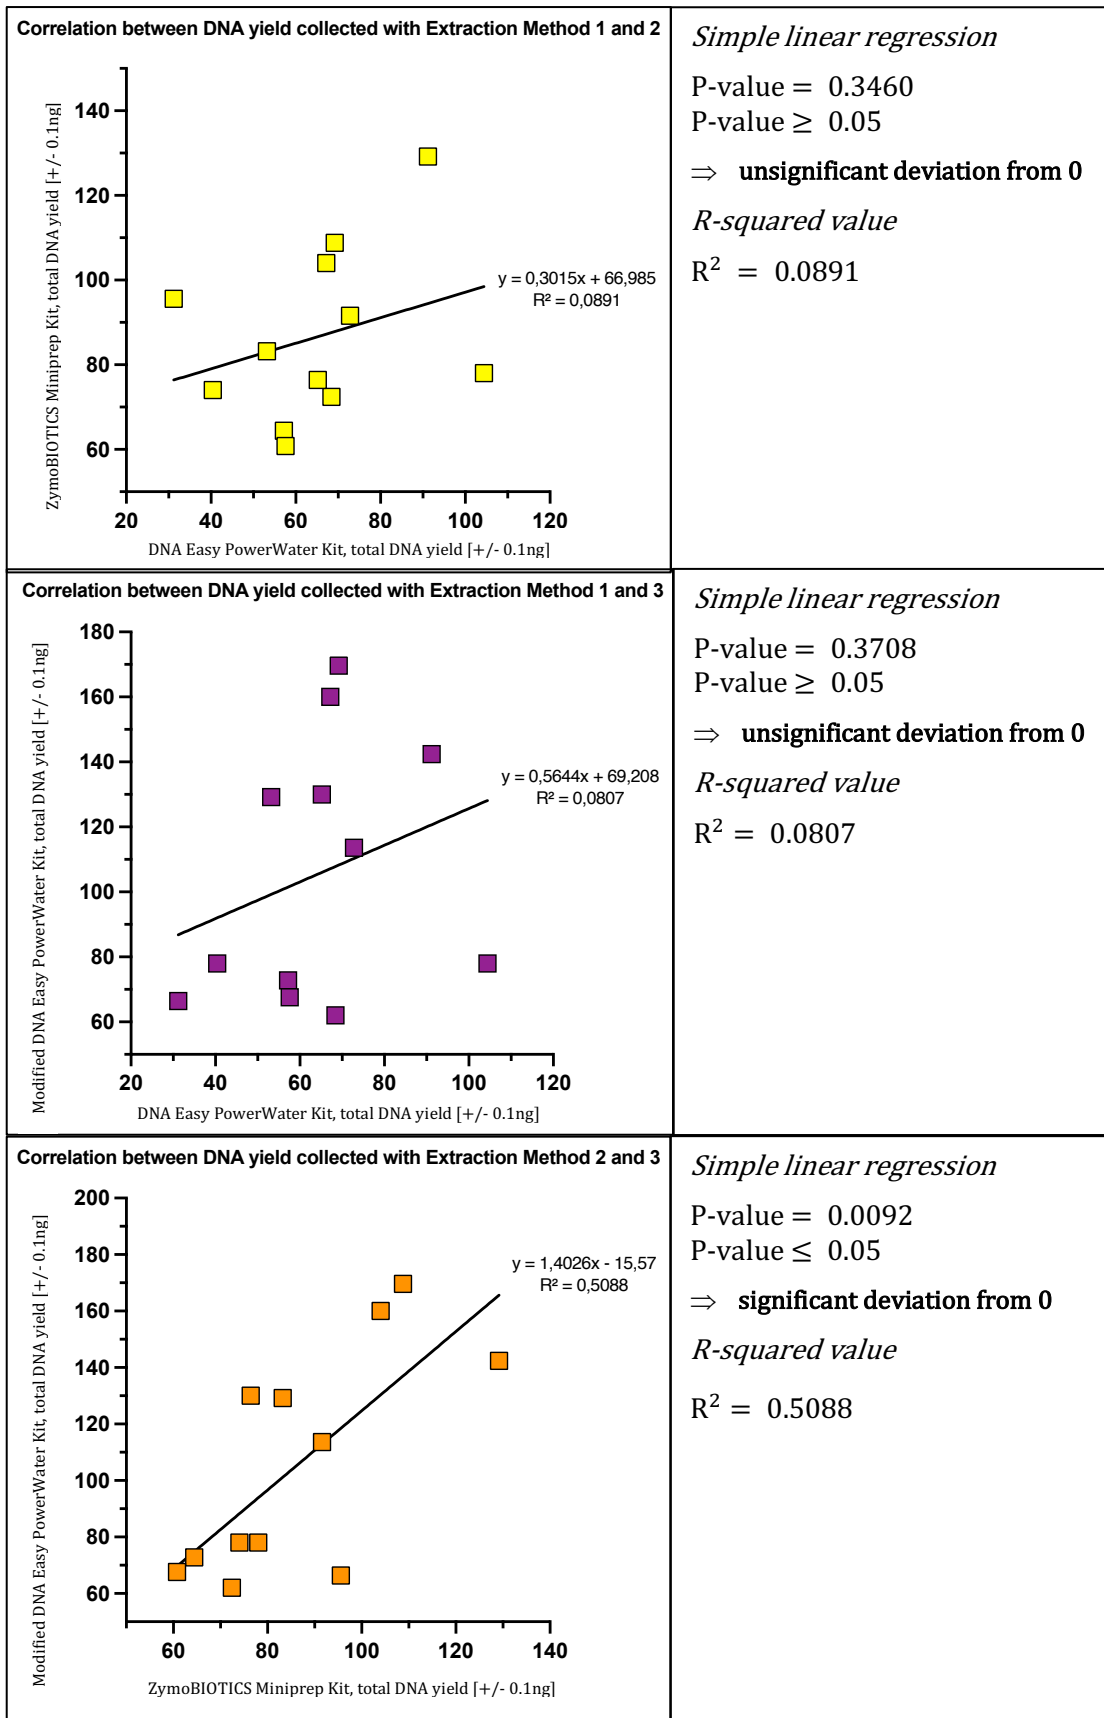 Correlation between DNA yield collected with Extraction Method 1 and 2
ZymoBIOTICS Miniprep Kit, total DNA yield [+/- 0.1ng]
140
120
100
80
60
y = 0,3015x + 66,985
R² = 0,0891
20 40 60 80 100 120
DNA Easy PowerWater Kit, total DNA yield [+/- 0.1ng]
Simple linear regression
P-value = 0.3460
P-value ≥ 0.05
⇒ unsignificant deviation from 0
R-squared value
R² = 0.0891
Correlation between DNA yield collected with Extraction Method 1 and 3
Modified DNA Easy PowerWater Kit, total DNA yield [+/- 0.1ng]
180
160
140
120
100
80
60
y = 0,5644x + 69,208
R² = 0,0807
20 40 60 80 100 120
DNA Easy PowerWater Kit, total DNA yield [+/- 0.1ng]
Simple linear regression
P-value = 0.3708
P-value ≥ 0.05
⇒ unsignificant deviation from 0
R-squared value
R² = 0.0807
Correlation between DNA yield collected with Extraction Method 2 and 3
Modified DNA Easy PowerWater Kit, total DNA yield [+/- 0.1ng]
200
180
160
140
120
100
80
60
y = 1,4026x - 15,57
R² = 0,5088
60 80 100 120 140
ZymoBIOTICS Miniprep Kit, total DNA yield [+/- 0.1ng]
Simple linear regression
P-value = 0.0092
P-value ≤ 0.05
⇒ significant deviation from 0
R-squared value
R² = 0.5088